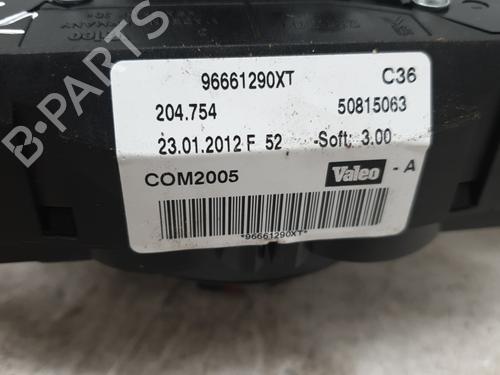 96661290XT C36
204.754 50815063
23.01.2012 F 52 -Soft: 3.00
COM2005 Valeo - A
*96661290XT*
B-PARTS